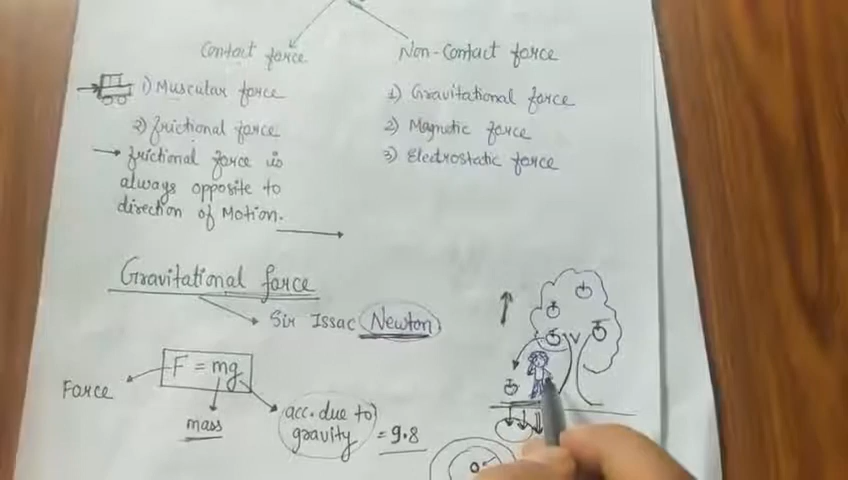 Contact force
Non-Contact force
1) Muscular force
2) frictional force
frictional force is
always opposite to
direction of Motion.
1) Gravitational force
2) Magnetic force
3) Electrostatic force
Gravitational force
Sir Issac Newton
F = mg
Force
mass
acc. due to
gravity = 9.8